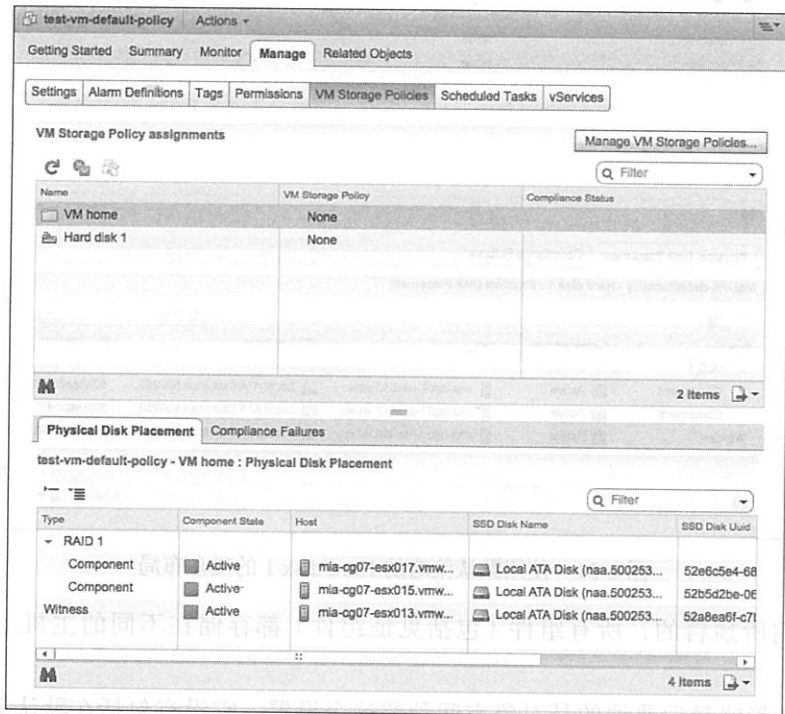 test-vm-default-policy Actions
Getting Started Summary Monitor Manage Related Objects
Settings Alarm Definitions Tags Permissions VM Storage Policies Scheduled Tasks vServices
VM Storage Policy assignments
Manage VM Storage Policies...
Filter
Name VM Storage Policy Compliance Status
VM home None
Hard disk 1 None
2 items
Physical Disk Placement Compliance Failures
test-vm-default-policy - VM home : Physical Disk Placement
Filter
Type Component State Host SSD Disk Name SSD Disk Uuid
RAID 1
Component Active mia-cg07-esx017.vmw... Local ATA Disk (naa.500253... 52e6c5e4-68
Component Active mia-cg07-esx015.vmw... Local ATA Disk (naa.500253... 52b5d2be-06
Witness Active mia-cg07-esx013.vmw... Local ATA Disk (naa.500253... 52a8ea5f-c7
4 items